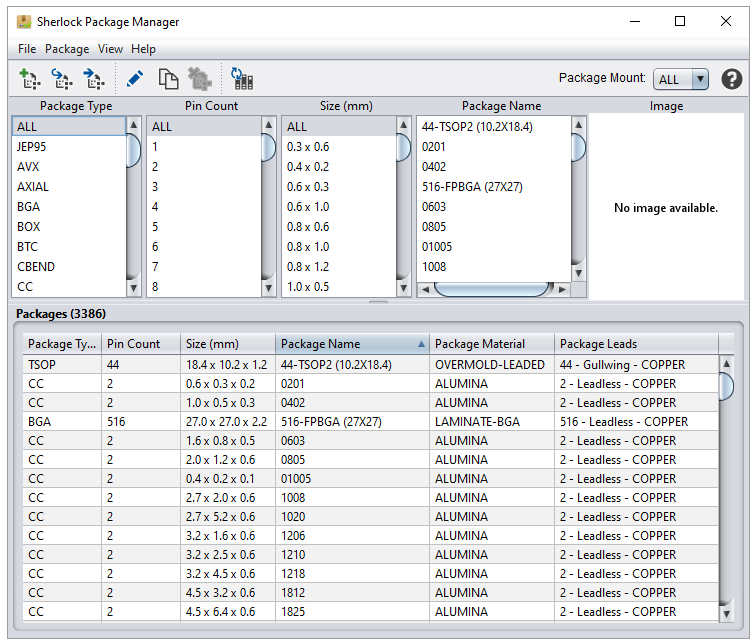 Sherlock Package Manager
File Package View Help
Package Mount: ALL
Package Type Pin Count Size (mm) Package Name Image
ALL ALL ALL 44-TSOP2 (10.2X18.4)
JEP95 1 0.3 x 0.6 0201
AVX 2 0.4 x 0.2 0402
AXIAL 3 0.6 x 0.3 516-FPBGA (27X27)
BGA 4 0.6 x 1.0 0603 No image available.
BOX 5 0.8 x 0.6 0805
BTC 6 0.8 x 1.0 01005
CBEND 7 0.8 x 1.2 1008
CC 8 1.0 x 0.5
Packages (3386)
Package Ty... Pin Count Size (mm) Package Name Package Material Package Leads
TSOP 44 18.4 x 10.2 x 1.2 44-TSOP2 (10.2X18.4) OVERMOLD-LEADED 44 - Gullwing - COPPER
CC 2 0.6 x 0.3 x 0.2 0201 ALUMINA 2 - Leadless - COPPER
CC 2 1.0 x 0.5 x 0.3 0402 ALUMINA 2 - Leadless - COPPER
BGA 516 27.0 x 27.0 x 2.2 516-FPBGA (27X27) LAMINATE-BGA 516 - Leadless - COPPER
CC 2 1.6 x 0.8 x 0.5 0603 ALUMINA 2 - Leadless - COPPER
CC 2 2.0 x 1.2 x 0.6 0805 ALUMINA 2 - Leadless - COPPER
CC 2 0.4 x 0.2 x 0.1 01005 ALUMINA 2 - Leadless - COPPER
CC 2 2.7 x 2.0 x 0.6 1008 ALUMINA 2 - Leadless - COPPER
CC 2 2.7 x 5.2 x 0.6 1020 ALUMINA 2 - Leadless - COPPER
CC 2 3.2 x 1.6 x 0.6 1206 ALUMINA 2 - Leadless - COPPER
CC 2 3.2 x 2.5 x 0.6 1210 ALUMINA 2 - Leadless - COPPER
CC 2 3.2 x 4.5 x 0.6 1218 ALUMINA 2 - Leadless - COPPER
CC 2 4.5 x 3.2 x 0.6 1812 ALUMINA 2 - Leadless - COPPER
CC 2 4.5 x 6.4 x 0.6 1825 ALUMINA 2 - Leadless - COPPER